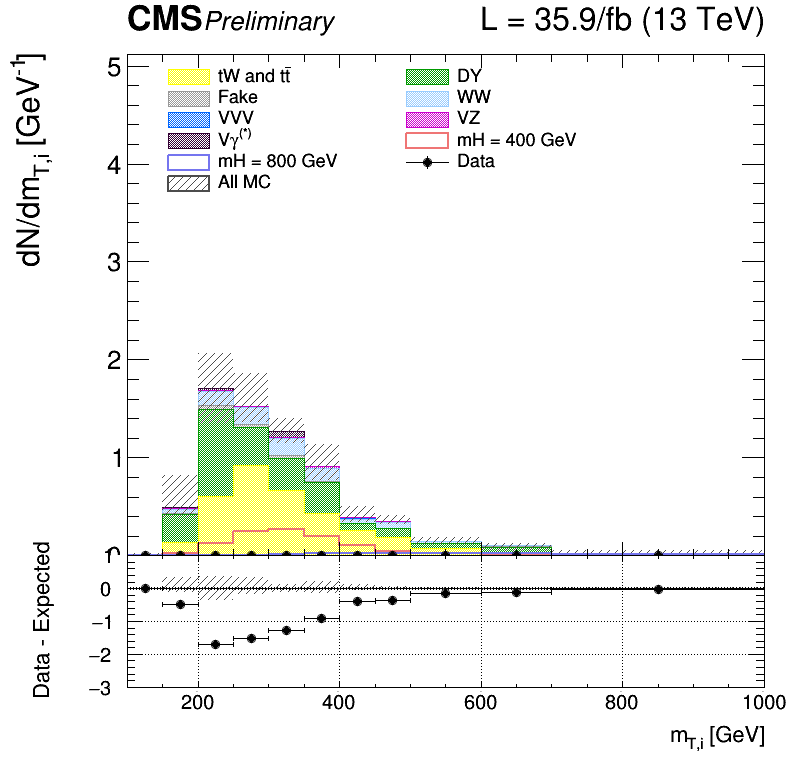 CMS Preliminary L = 35.9/fb (13 TeV)
dN/dm_T,i [GeV^-1]
5
4
3
2
1
0
tW and tt̄
Fake
VVV
Vγ(*)
mH = 800 GeV
All MC
DY
WW
VZ
mH = 400 GeV
Data
Data - Expected
0
−1
−2
−3
200 400 600 800 1000
m_T,i [GeV]